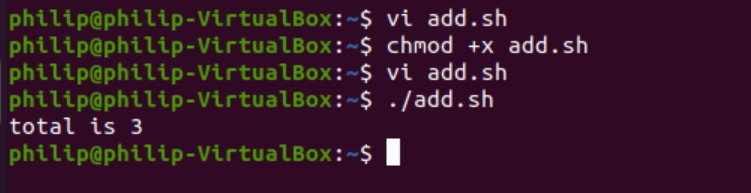 philip@philip-VirtualBox:~$ vi add.sh
philip@philip-VirtualBox:~$ chmod +x add.sh
philip@philip-VirtualBox:~$ vi add.sh
philip@philip-VirtualBox:~$ ./add.sh
total is 3
philip@philip-VirtualBox:~$